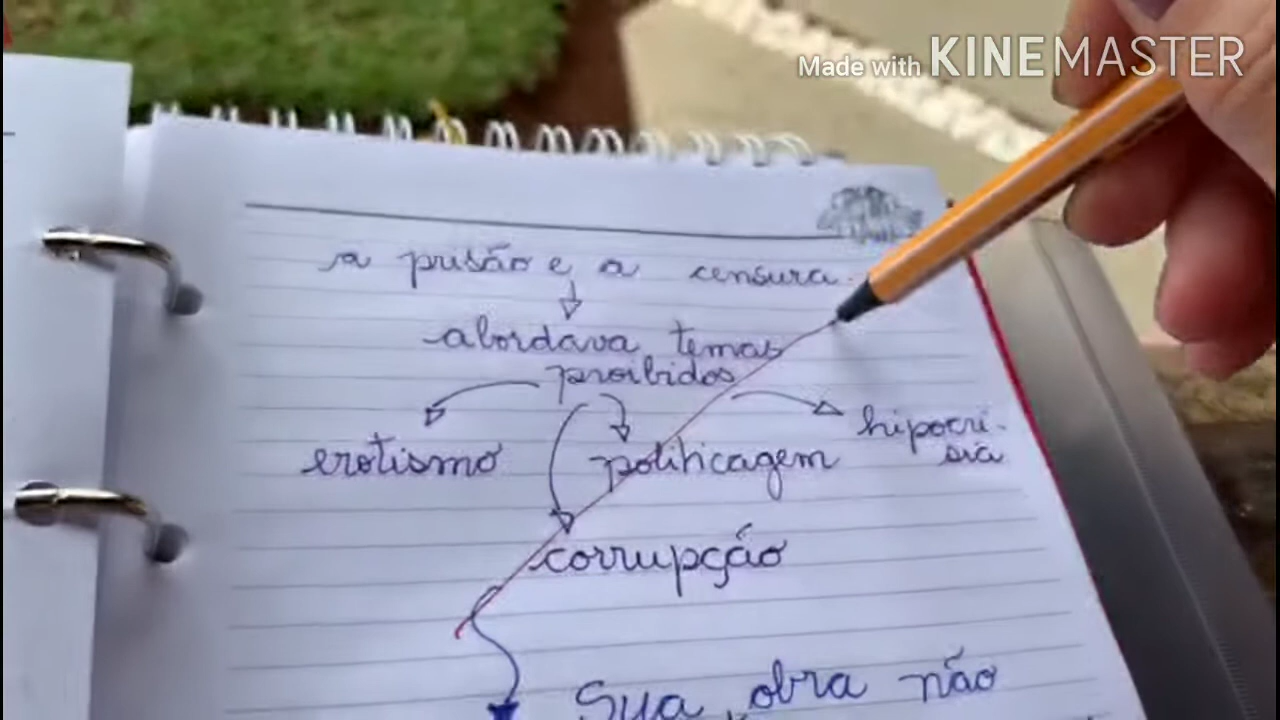 Made with KINEMASTER
a prisão e a censura.
abordava temas
proibidos
erotismo
politicagem
hipocri-
sia
corrupção
Sua obra não